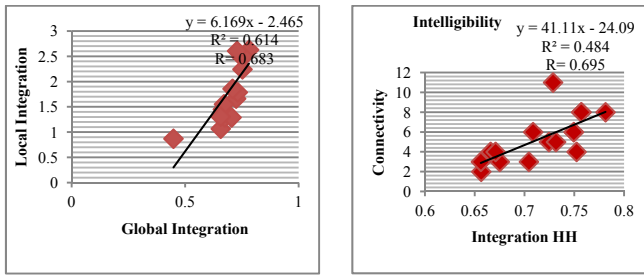 y = 6.169x - 2.465
R² = 0.614
R= 0.683
3
2.5
2
1.5
1
0.5
0
0
0.5
1
Local Integration
Global Integration
Intelligibility
y = 41.11x - 24.09
R² = 0.484
R= 0.695
12
10
8
6
4
2
0
0.6
0.65
0.7
0.75
0.8
Connectivity
Integration HH